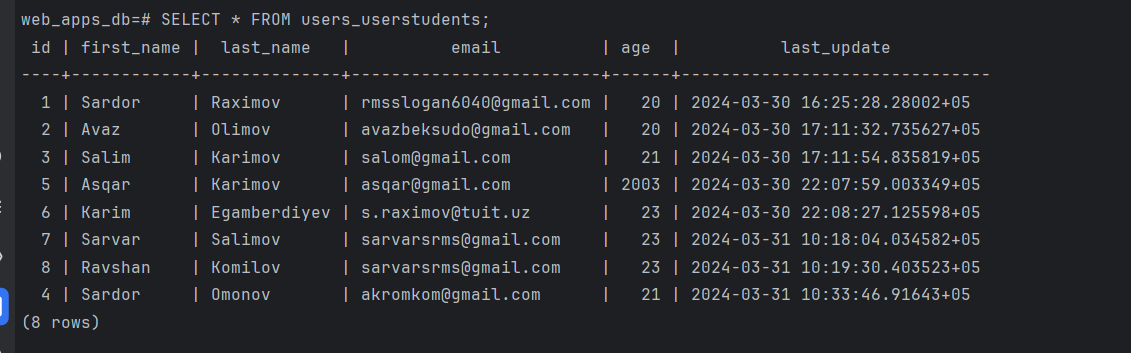 web_apps_db=# SELECT * FROM users_userstudents;
 id | first_name |  last_name   |          email          | age  |          last_update
----+------------+--------------+-------------------------+------+-------------------------------
  1 | Sardor     | Raximov      | rmsslogan6040@gmail.com |   20 | 2024-03-30 16:25:28.28002+05
  2 | Avaz       | Olimov       | avazbeksudo@gmail.com   |   20 | 2024-03-30 17:11:32.735627+05
  3 | Salim      | Karimov      | salom@gmail.com         |   21 | 2024-03-30 17:11:54.835819+05
  5 | Asqar      | Karimov      | asqar@gmail.com         | 2003 | 2024-03-30 22:07:59.003349+05
  6 | Karim      | Egamberdiyev | s.raximov@tuit.uz       |   23 | 2024-03-30 22:08:27.125598+05
  7 | Sarvar     | Salimov      | sarvarsrms@gmail.com    |   23 | 2024-03-31 10:18:04.034582+05
  8 | Ravshan    | Komilov      | sarvarsrms@gmail.com    |   23 | 2024-03-31 10:19:30.403523+05
  4 | Sardor     | Omonov       | akromkom@gmail.com      |   21 | 2024-03-31 10:33:46.91643+05
(8 rows)